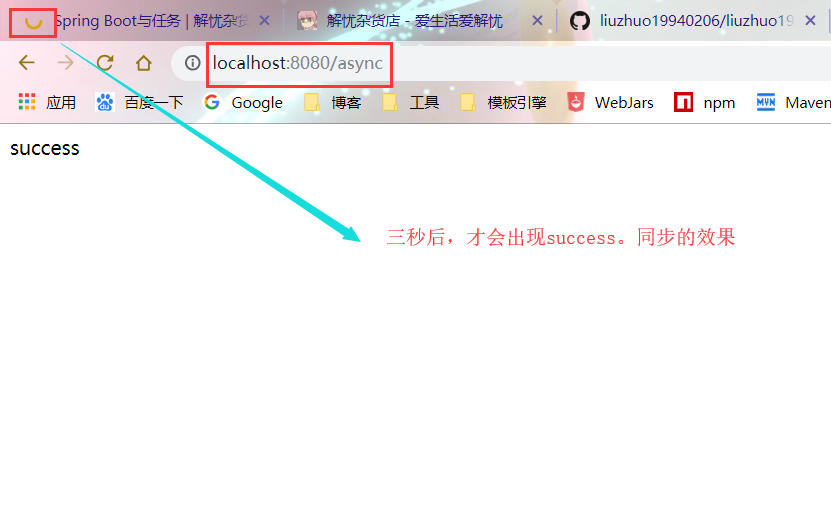 Spring Boot与任务 | 解忧杂货
解忧杂货店 - 爱生活爱解忧
liuzhuo19940206/liuzhuo19
localhost:8080/async
应用 百度一下 Google 博客 工具 模板引擎 WebJars npm Maven
success
三秒后，才会出现success。同步的效果